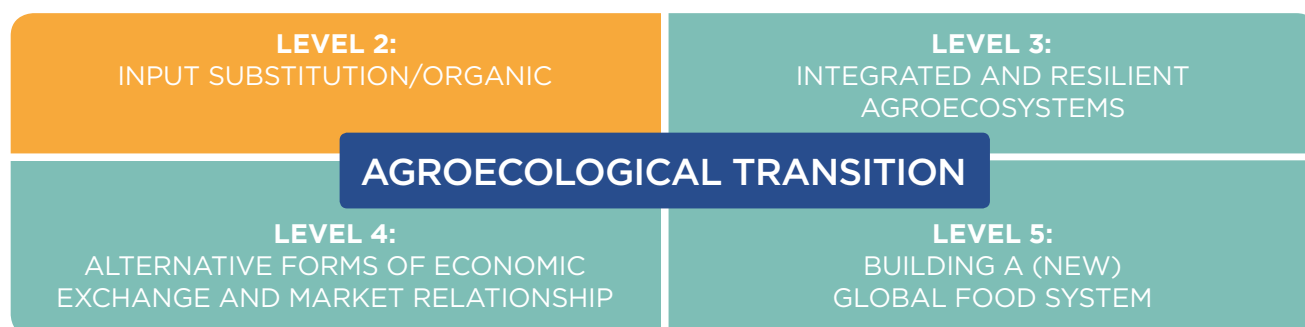 LEVEL 2:
INPUT SUBSTITUTION/ORGANIC
LEVEL 3:
INTEGRATED AND RESILIENT
AGROECOSYSTEMS
AGROECOLOGICAL TRANSITION
LEVEL 4:
ALTERNATIVE FORMS OF ECONOMIC
EXCHANGE AND MARKET RELATIONSHIP
LEVEL 5:
BUILDING A (NEW)
GLOBAL FOOD SYSTEM